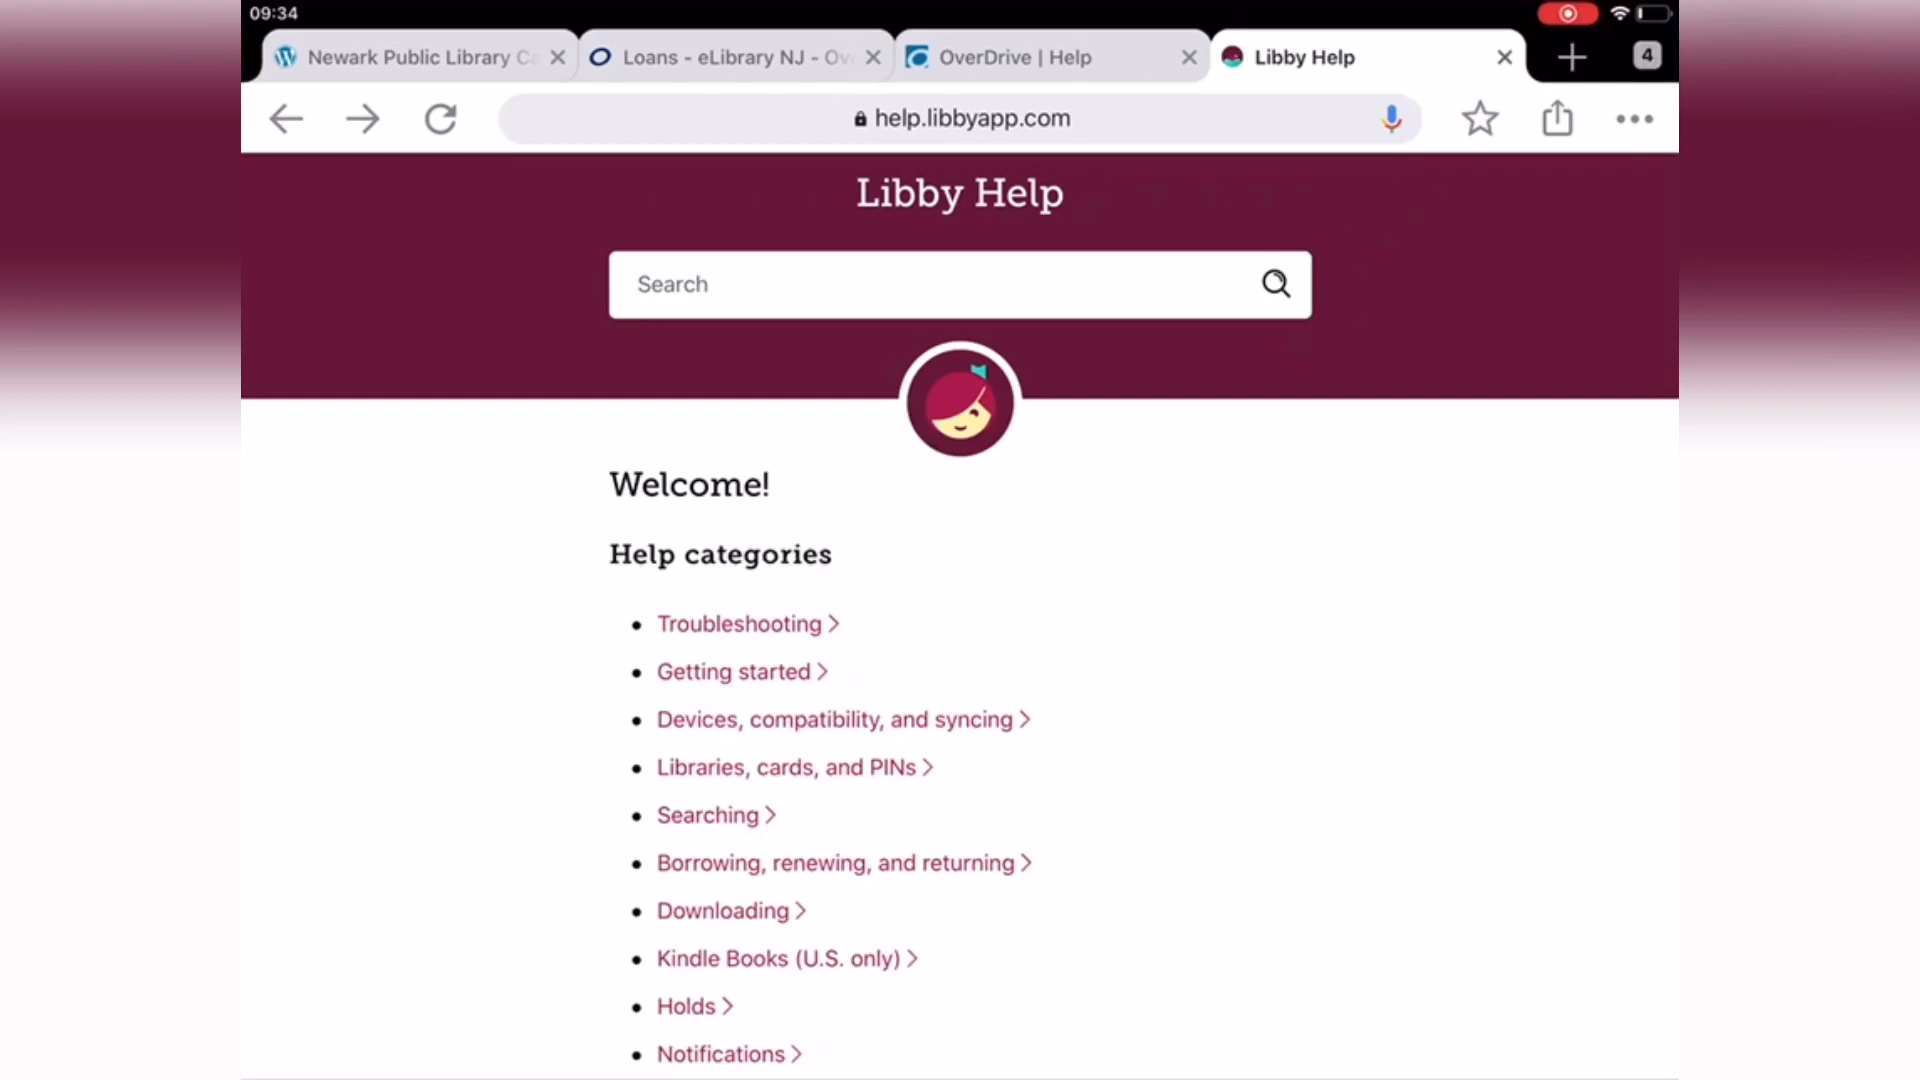 09:34
Newark Public Library Ca
Loans - eLibrary NJ - Ov
OverDrive | Help
Libby Help
4
help.libbyapp.com
Libby Help
Search
Welcome!
Help categories
Troubleshooting
Getting started
Devices, compatibility, and syncing
Libraries, cards, and PINs
Searching
Borrowing, renewing, and returning
Downloading
Kindle Books (U.S. only)
Holds
Notifications